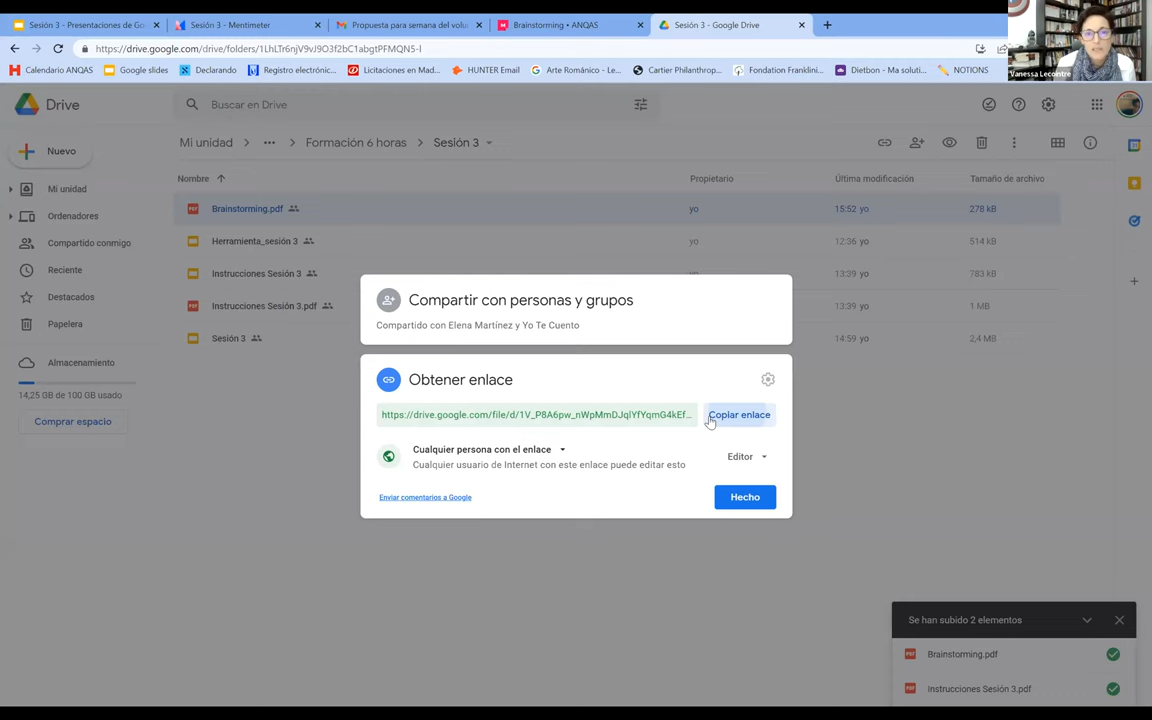 Sesión 3 - Presentaciones de Go
Sesión 3 - Mentimeter
Propuesta para semana del volu
Brainstorming • ANQAS
Sesión 3 - Google Drive
https://drive.google.com/drive/folders/1LhLTr6njV9vJ9O3f2bC1abgtPFMQN5-I
Calendario ANQAS
Google slides
Declarando
Registro electrónic...
Licitaciones en Mad...
HUNTER Email
Arte Románico - Le...
Cartier Philanthrop...
Fondation Franklini...
Dietbon - Ma soluti...
NOTIONS
Vanessa Lecointre
Drive
Buscar en Drive
Nuevo
Mi unidad
Ordenadores
Compartido conmigo
Reciente
Destacados
Papelera
Almacenamiento
14,25 GB de 100 GB usado
Comprar espacio
Mi unidad > ... > Formación 6 horas > Sesión 3
Nombre Propietario Última modificación Tamaño de archivo
Brainstorming.pdf yo 15:52 yo 278 kB
Herramienta_sesión 3 yo 12:36 yo 514 kB
Instrucciones Sesión 3 13:39 yo 783 kB
Instrucciones Sesión 3.pdf 13:39 yo 1 MB
Sesión 3 14:59 yo 2,4 MB
Compartir con personas y grupos
Compartido con Elena Martínez y Yo Te Cuento
Obtener enlace
https://drive.google.com/file/d/1V_P8A6pw_nWpMmDJqlYfYqmG4kEf...
Copiar enlace
Cualquier persona con el enlace
Cualquier usuario de Internet con este enlace puede editar esto
Editor
Enviar comentarios a Google
Hecho
Se han subido 2 elementos
Brainstorming.pdf
Instrucciones Sesión 3.pdf